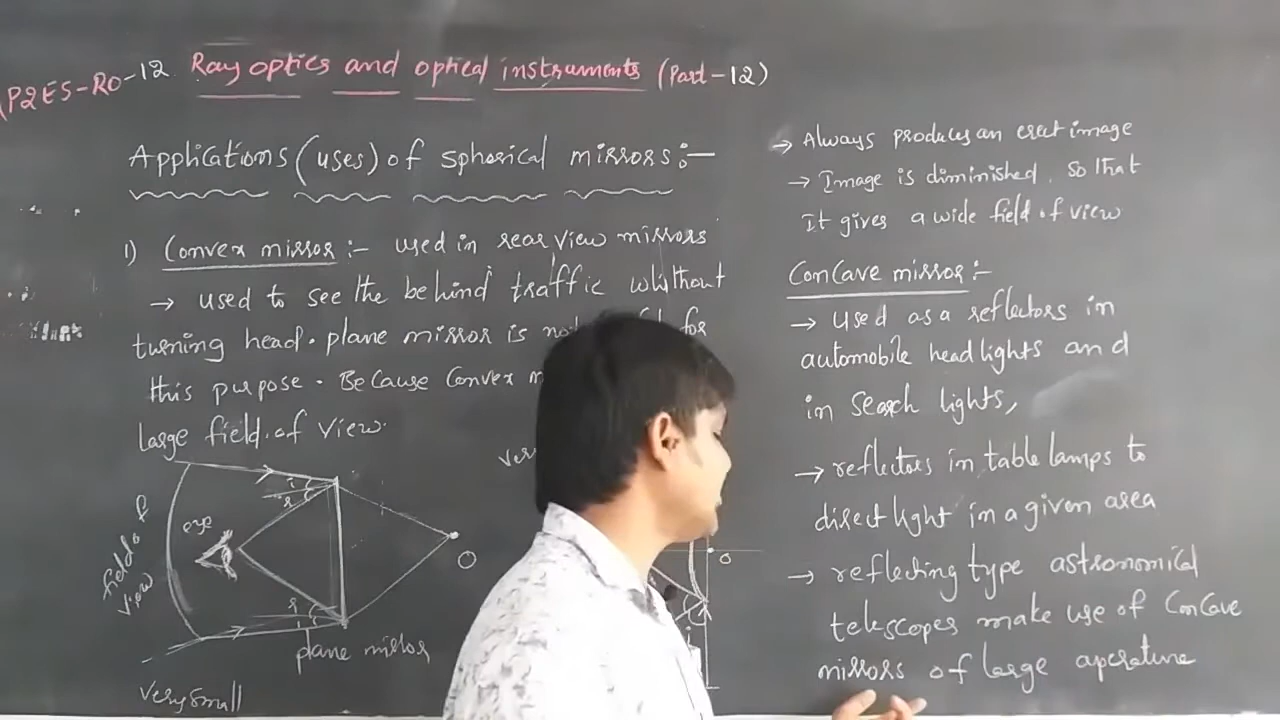 P2E5-RO-12 Ray optics and optical instruments (Part-12)
Applications (uses) of spherical mirrors:-
1) Convex mirror :- used in rear view mirrors
→ used to see the behind traffic without
turning head. plane mirror is for
this purpose. Because Convex
large field of view.
field of
view
eye
i
r
r
i
O
plane mirror
very small
O
→ Always produces an erect image
→ Image is diminished, so that
It gives a wide field of view
Concave mirror:-
→ used as a reflectors in
automobile headlights and
in search lights,
→ reflectors in table lamps to
direct light in a given area
→ reflecting type astronomical
telescopes make use of Concave
mirrors of large aperature